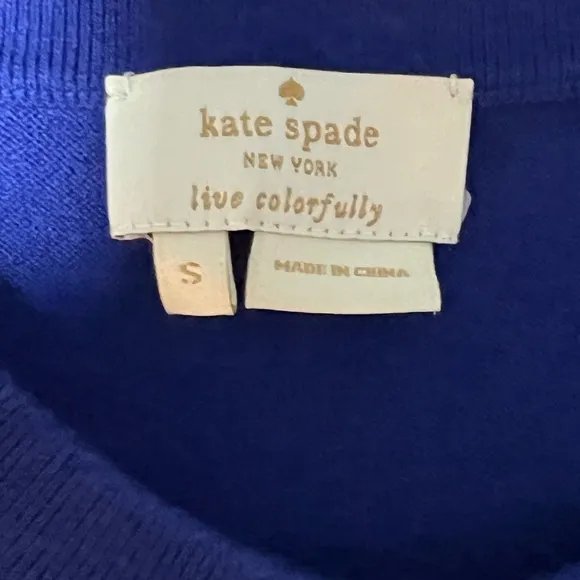 kate spade
NEW YORK
live colorfully
S
MADE IN CHINA